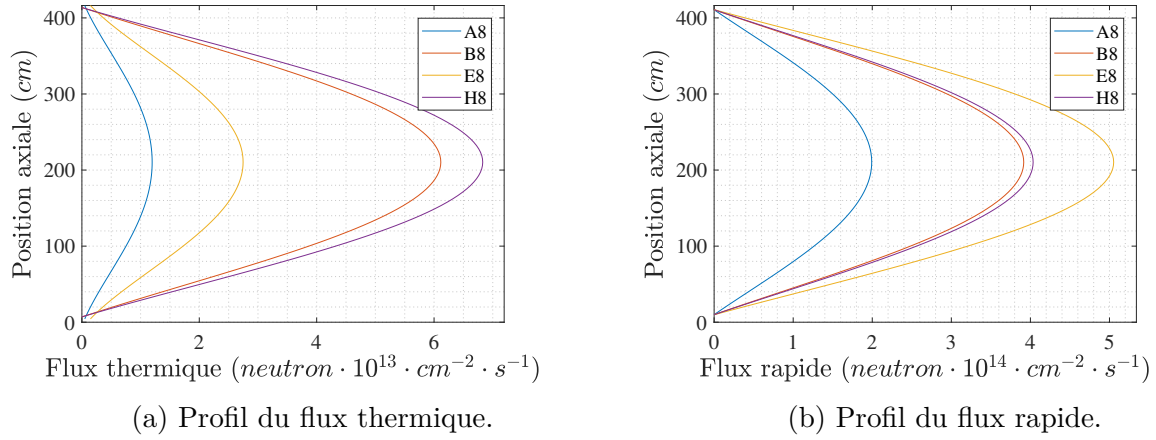 400
300
200
100
0
Position axiale (cm)
A8
B8
E8
H8
0 2 4 6
Flux thermique (neutron · 10^13 · cm^−2 · s^−1)
(a) Profil du flux thermique.
400
300
200
100
0
Position axiale (cm)
A8
B8
E8
H8
0 1 2 3 4 5
Flux rapide (neutron · 10^14 · cm^−2 · s^−1)
(b) Profil du flux rapide.